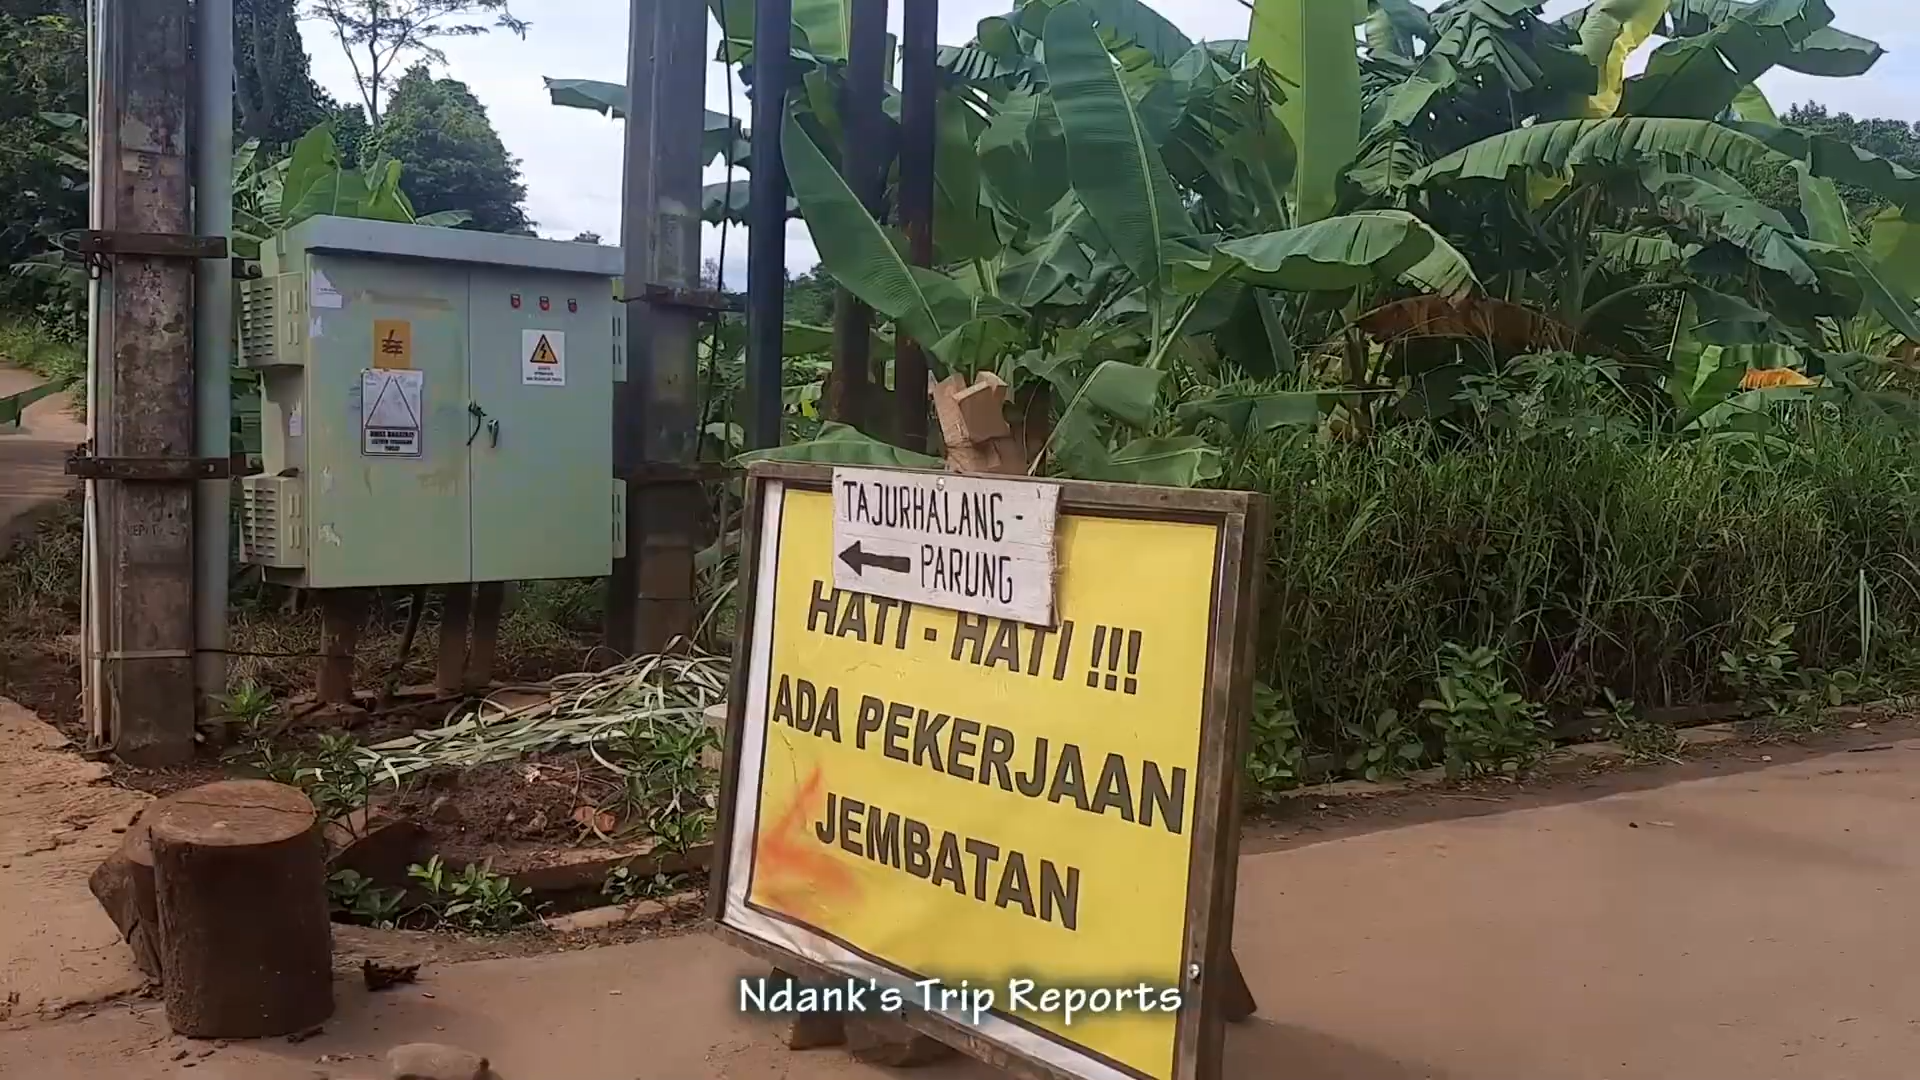 TAJURHALANG -
PARUNG
HATI - HATI !!!
ADA PEKERJAAN
JEMBATAN
Ndank's Trip Reports